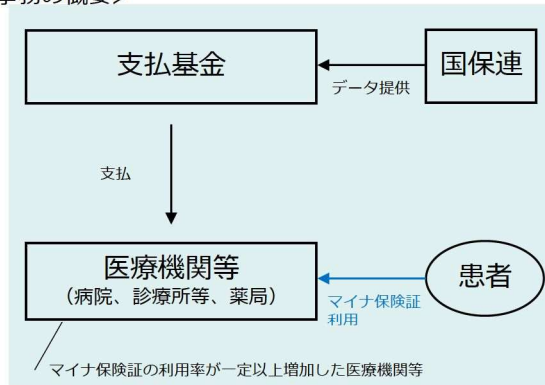 事務の概要＞
支払基金
国保連
データ提供
支払
医療機関等
（病院、診療所等、薬局）
患者
マイナ保険証
利用
マイナ保険証の利用率が一定以上増加した医療機関等